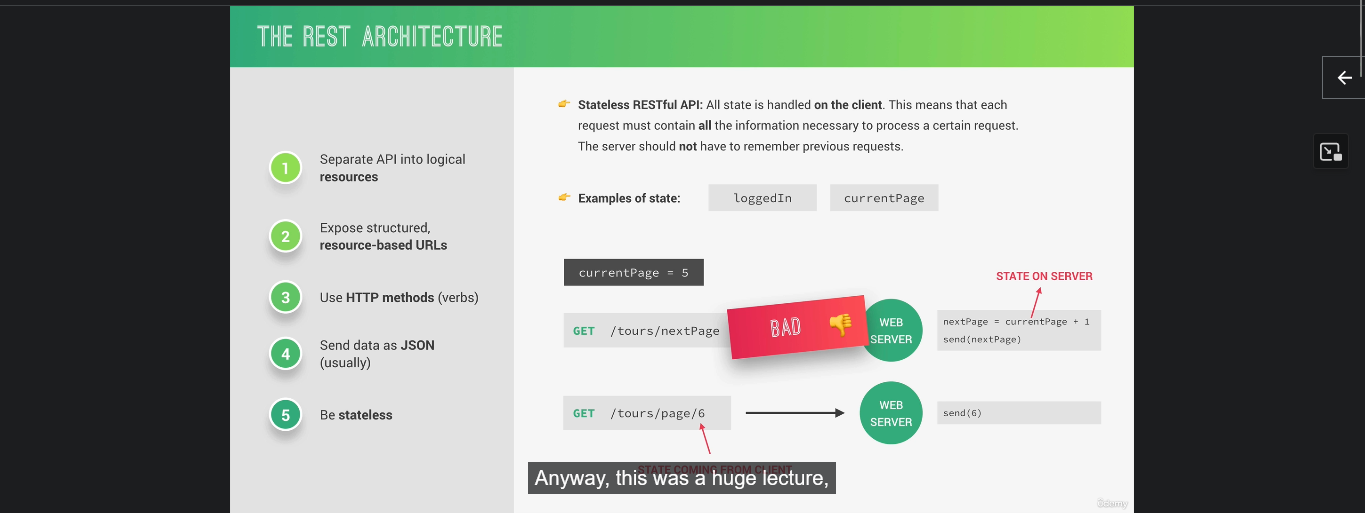 THE REST ARCHITECTURE
1
Separate API into logical
resources
2
Expose structured,
resource-based URLs
3
Use HTTP methods (verbs)
4
Send data as JSON
(usually)
5
Be stateless
Stateless RESTful API: All state is handled on the client. This means that each
request must contain all the information necessary to process a certain request.
The server should not have to remember previous requests.
Examples of state:
loggedIn
currentPage
currentPage = 5
STATE ON SERVER
GET /tours/nextPage
BAD
WEB
SERVER
nextPage = currentPage + 1
send(nextPage)
GET /tours/page/6
WEB
SERVER
send(6)
STATE COMING FROM CLIENT
Anyway, this was a huge lecture,
Udemy